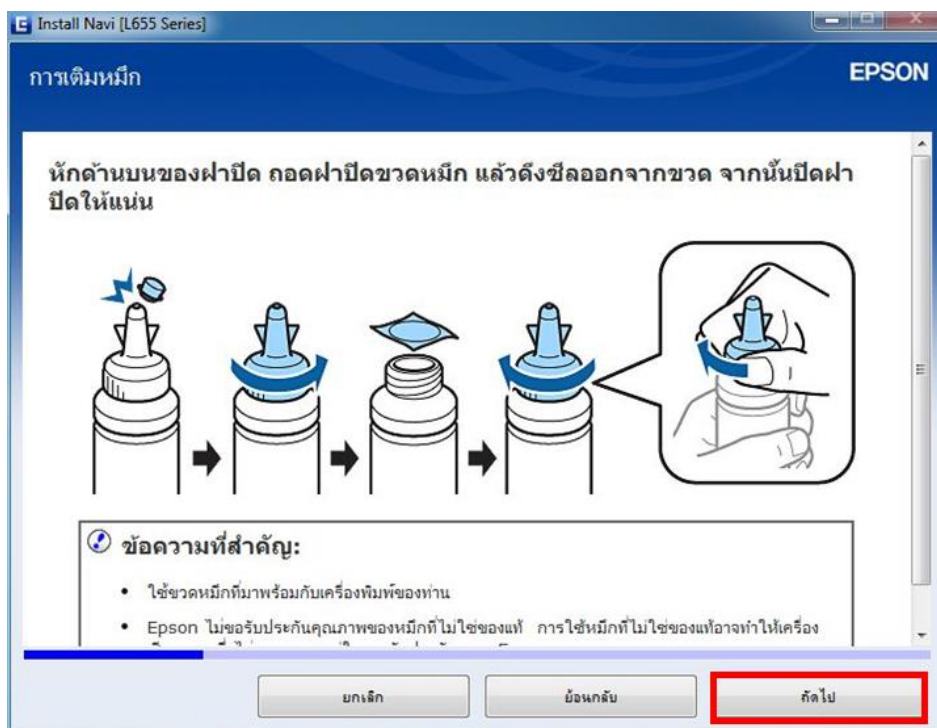 Install Navi [L655 Series]
การเติมหมึก
EPSON
หักด้านบนของฝาปิด ถอดฝาปิดขวดหมึก แล้วดึงซีลออกจากขวด จากนั้นปิดฝา
ปิดให้แน่น
ข้อความที่สำคัญ:
• ใช้ขวดหมึกที่มาพร้อมกับเครื่องพิมพ์ของท่าน
• Epson ไม่ขอรับประกันคุณภาพของหมึกที่ไม่ใช่ของแท้ การใช้หมึกที่ไม่ใช่ของแท้อาจทำให้เครื่อง
ยกเลิก
ย้อนกลับ
ถัดไป